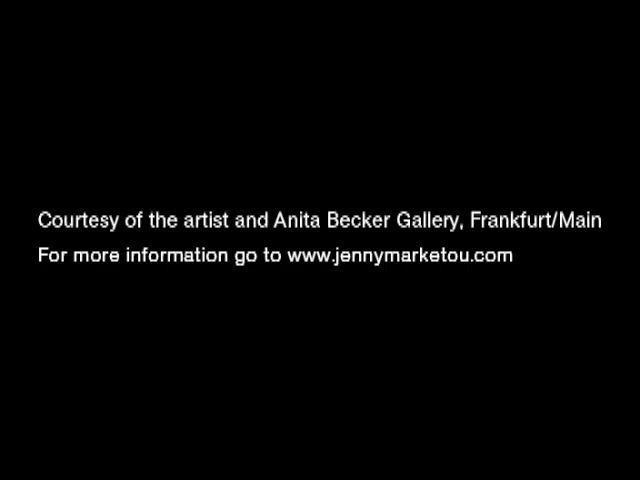 Courtesy of the artist and Anita Becker Gallery, Frankfurt/Main
For more information go to www.jennymarketou.com